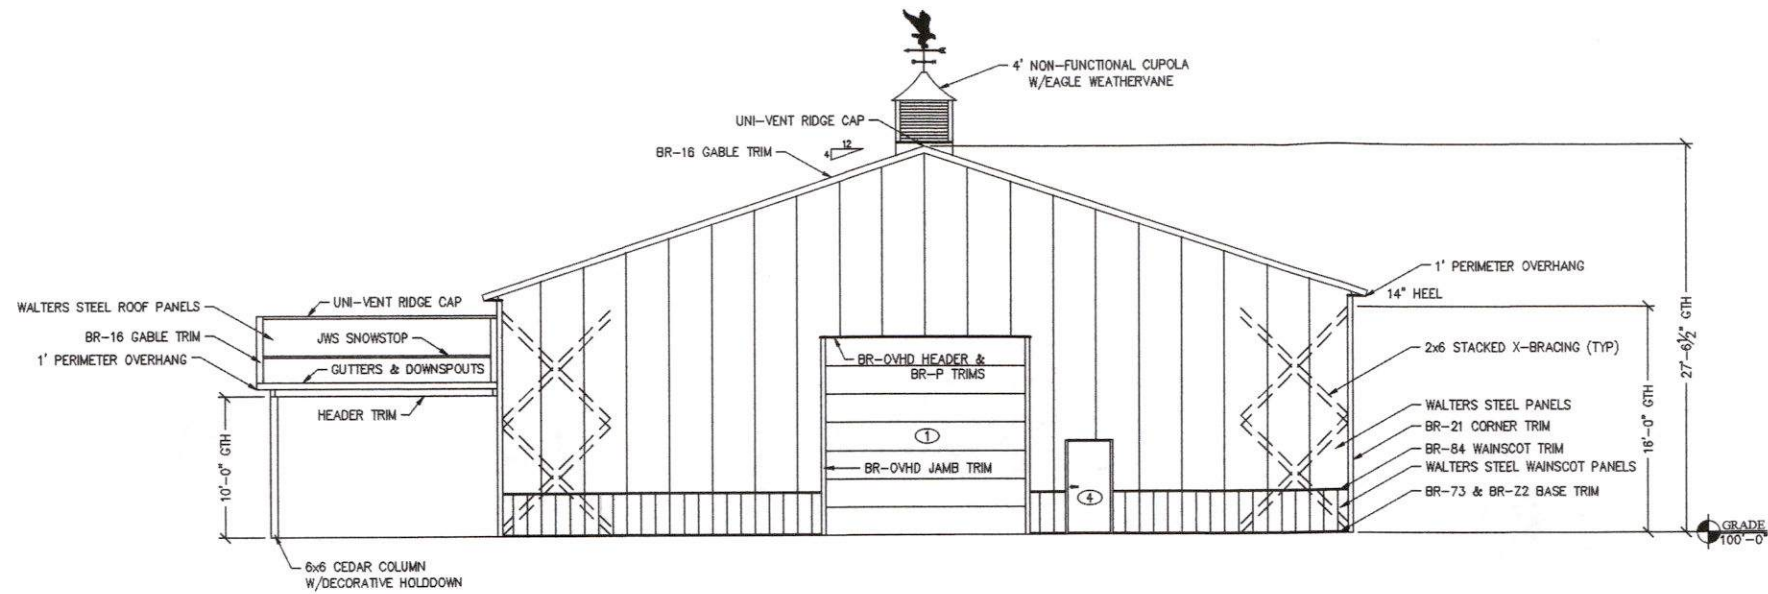 4' NON-FUNCTIONAL CUPOLA
W/EAGLE WEATHERVANE
UNI-VENT RIDGE CAP
BR-16 GABLE TRIM
12
4
1' PERIMETER OVERHANG
14" HEEL
WALTERS STEEL ROOF PANELS
UNI-VENT RIDGE CAP
BR-16 GABLE TRIM
JWS SNOWSTOP
1' PERIMETER OVERHANG
GUTTERS & DOWNSPOUTS
HEADER TRIM
BR-OVHD HEADER &
BR-P TRIMS
2x6 STACKED X-BRACING (TYP)
27'-6½" GTH
16'-0" GTH
10'-0" GTH
WALTERS STEEL PANELS
BR-21 CORNER TRIM
BR-84 WAINSCOT TRIM
WALTERS STEEL WAINSCOT PANELS
BR-73 & BR-Z2 BASE TRIM
1
BR-OVHD JAMB TRIM
4
GRADE
100'-0"
6x6 CEDAR COLUMN
W/DECORATIVE HOLDDOWN